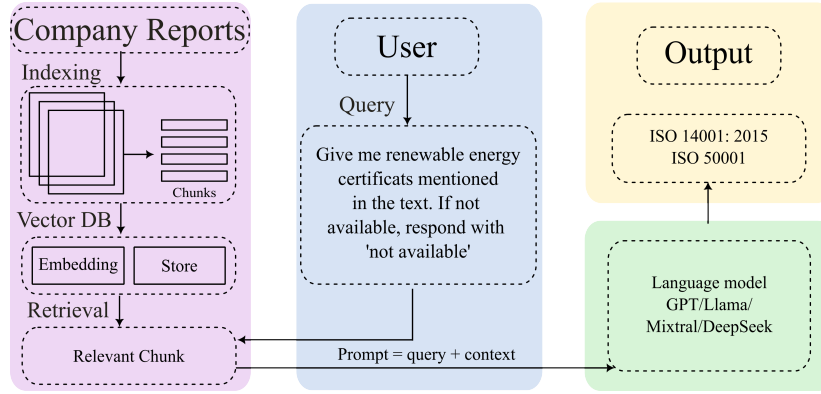 Company Reports
Indexing
Chunks
Vector DB
Embedding
Store
Retrieval
Relevant Chunk
User
Query
Give me renewable energy
certificats mentioned
in the text. If not
available, respond with
'not available'
Prompt = query + context
Output
ISO 14001: 2015
ISO 50001
Language model
GPT/Llama/
Mixtral/DeepSeek